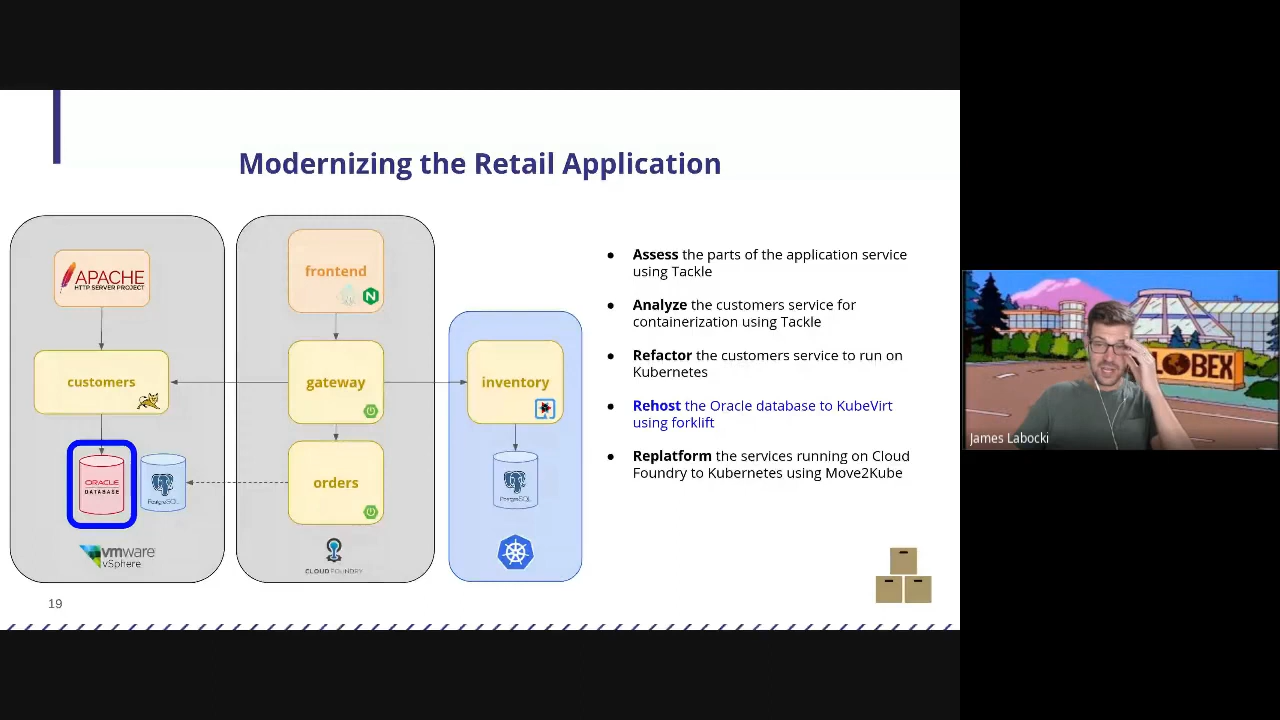 Modernizing the Retail Application
APACHE
HTTP SERVER PROJECT
customers
ORACLE
DATABASE
PostgreSQL
vmware
vSphere
frontend
N
gateway
orders
CLOUD FOUNDRY
inventory
PostgreSQL
Assess the parts of the application service
using Tackle
Analyze the customers service for
containerization using Tackle
Refactor the customers service to run on
Kubernetes
Rehost the Oracle database to KubeVirt
using forklift
Replatform the services running on Cloud
Foundry to Kubernetes using Move2Kube
19
LOBEX
James Labocki